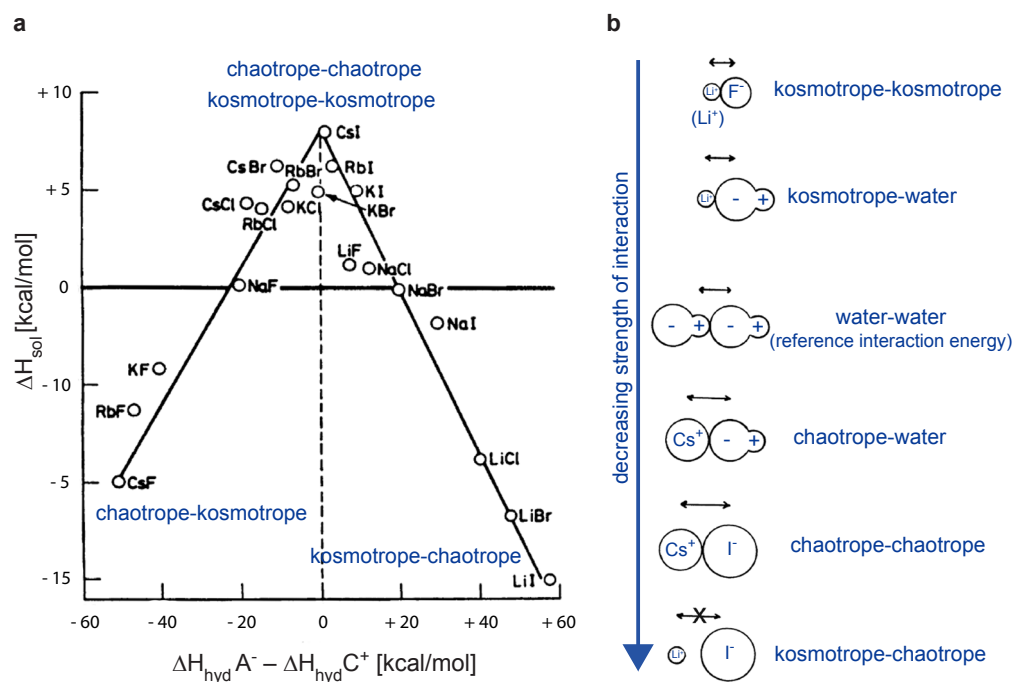 a
chaotrope-chaotrope
kosmotrope-kosmotrope
+ 10
+ 5
0
- 10
- 5
- 15
ΔHsol [kcal/mol]
CsI
CsBr
RbBr
RbI
CsCl
RbCl
KCl
KI
KBr
LiF
NaCl
NaF
NaBr
NaI
KF
RbF
CsF
LiCl
LiBr
LiI
chaotrope-kosmotrope
kosmotrope-chaotrope
- 60
- 40
- 20
0
+ 20
+ 40
+ 60
ΔHhyd A- – ΔHhyd C+ [kcal/mol]
b
decreasing strength of interaction
Li+ F-
(Li+)
kosmotrope-kosmotrope
Li+ - +
kosmotrope-water
- + - +
water-water
(reference interaction energy)
Cs+ - +
chaotrope-water
Cs+ I-
chaotrope-chaotrope
X
Li+ I-
kosmotrope-chaotrope